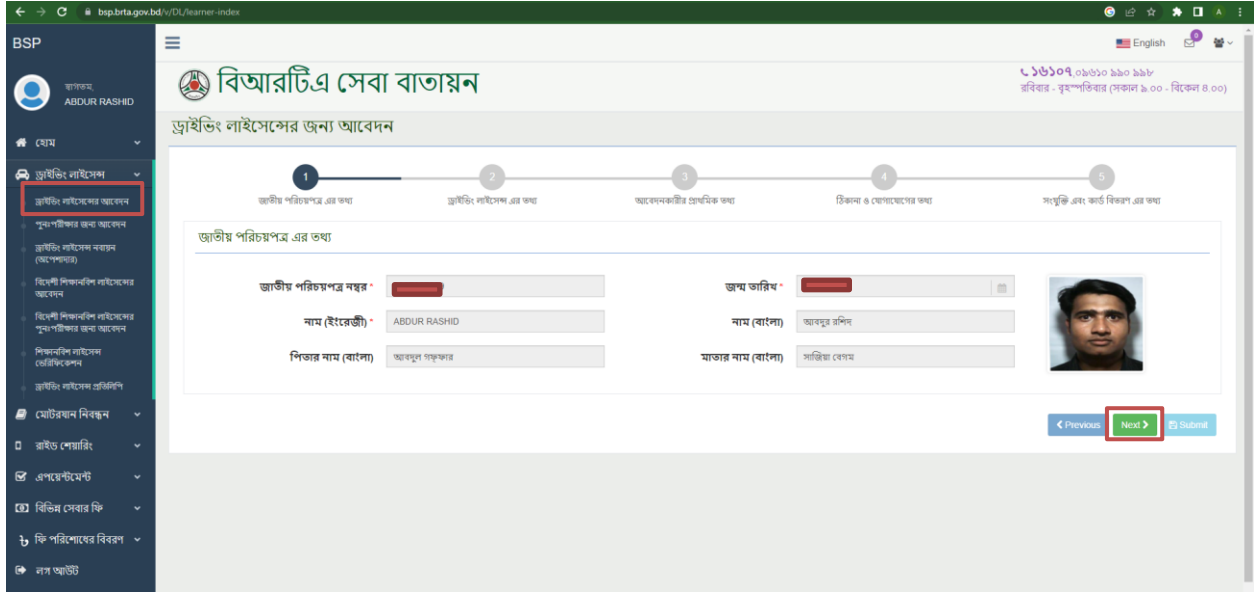 bsp.brta.gov.bd/v/DL/learner-index
A
BSP
English
0
স্বাগতম,
ABDUR RASHID
বিআরটিএ সেবা বাতায়ন
১৬১০৭,০৯৬১০ ৯৯০ ৯৯৮
রবিবার - বৃহস্পতিবার (সকাল ৯.০০ - বিকেল ৪.০০)
হোম
ড্রাইভিং লাইসেন্স
ড্রাইভিং লাইসেন্সের আবেদন
পুনঃপরীক্ষার জন্য আবেদন
ড্রাইভিং লাইসেন্স নবায়ন
(অপেশাদার)
বিদেশী শিক্ষানবিশ লাইসেন্সের
আবেদন
বিদেশী শিক্ষানবিশ লাইসেন্সের
পুনঃপরীক্ষার জন্য আবেদন
শিক্ষানবিশ লাইসেন্স
ভেরিফিকেশন
ড্রাইভিং লাইসেন্স প্রতিলিপি
মোটরযান নিবন্ধন
রাইড শেয়ারিং
এপয়েন্টমেন্ট
বিভিন্ন সেবার ফি
ফি পরিশোধের বিবরণ
লগ আউট
ড্রাইভিং লাইসেন্সের জন্য আবেদন
1
2
3
4
5
জাতীয় পরিচয়পত্র এর তথ্য
ড্রাইভিং লাইসেন্স এর তথ্য
আবেদনকারীর প্রাথমিক তথ্য
ঠিকানা ও যোগাযোগের তথ্য
সংযুক্তি এবং কার্ড বিতরণ এর তথ্য
জাতীয় পরিচয়পত্র এর তথ্য
জাতীয় পরিচয়পত্র নম্বর *
জন্ম তারিখ *
নাম (ইংরেজী) * ABDUR RASHID
নাম (বাংলা) আবদুর রশিদ
পিতার নাম (বাংলা) আবদুল গফ্ফার
মাতার নাম (বাংলা) সাজিয়া বেগম
Previous
Next
Submit